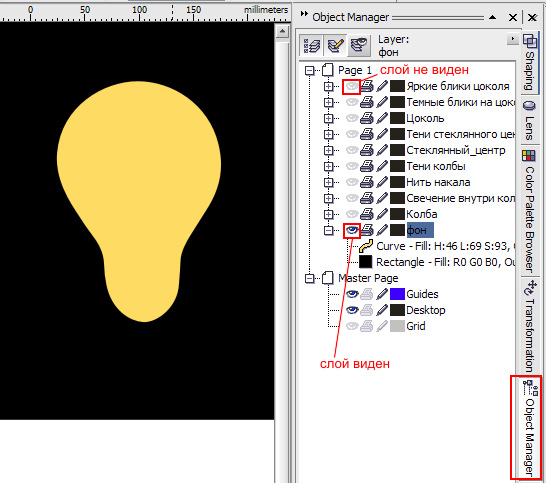 0 50 100 150 millimeters
Object Manager
Layer:
фон
Page 1
слой не виден
Яркие блики цоколя
Темные блики на цок
Цоколь
Тени стеклянного цен
Стеклянный_центр
Тени колбы
Нить накала
Свечение внутри кол
Колба
фон
Curve - Fill: H:46 L:69 S:93, 
Rectangle - Fill: R0 G0 B0, Ou
Master Page
Guides
Desktop
Grid
слой виден
Shaping
Lens
Color Palette Browser
Transformation
Object Manager